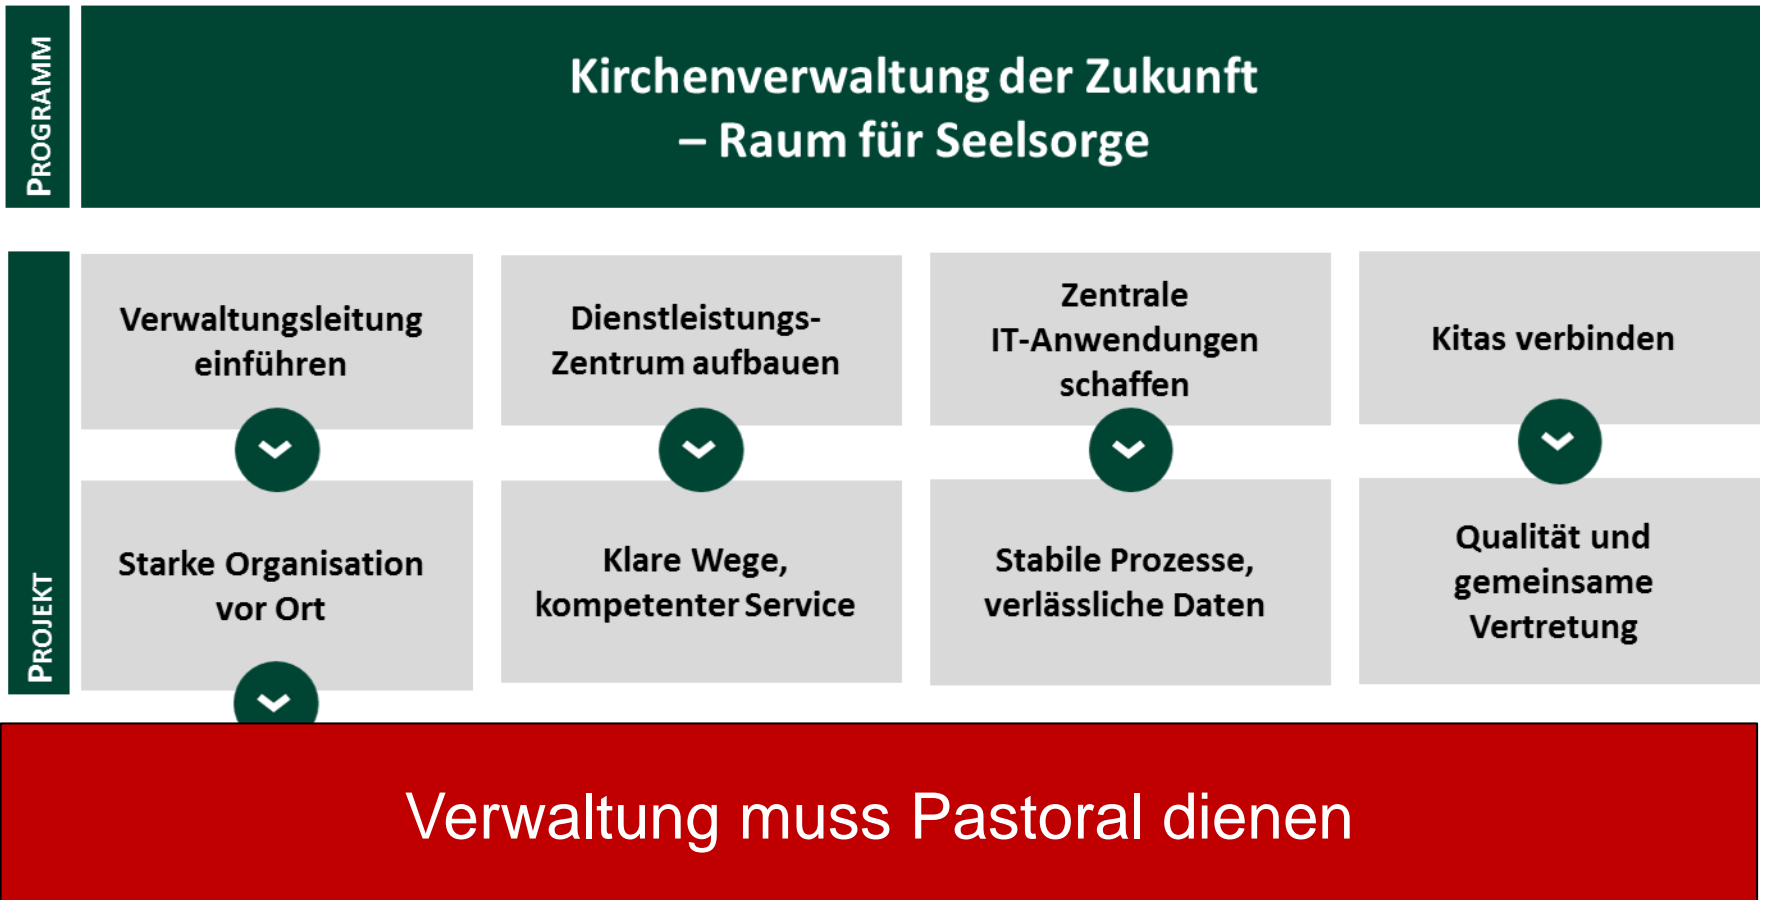 PROGRAMM
Kirchenverwaltung der Zukunft
– Raum für Seelsorge
PROJEKT
Verwaltungsleitung
einführen
Dienstleistungs-
Zentrum aufbauen
Zentrale
IT-Anwendungen
schaffen
Kitas verbinden
Starke Organisation
vor Ort
Klare Wege,
kompetenter Service
Stabile Prozesse,
verlässliche Daten
Qualität und
gemeinsame
Vertretung
Verwaltung muss Pastoral dienen